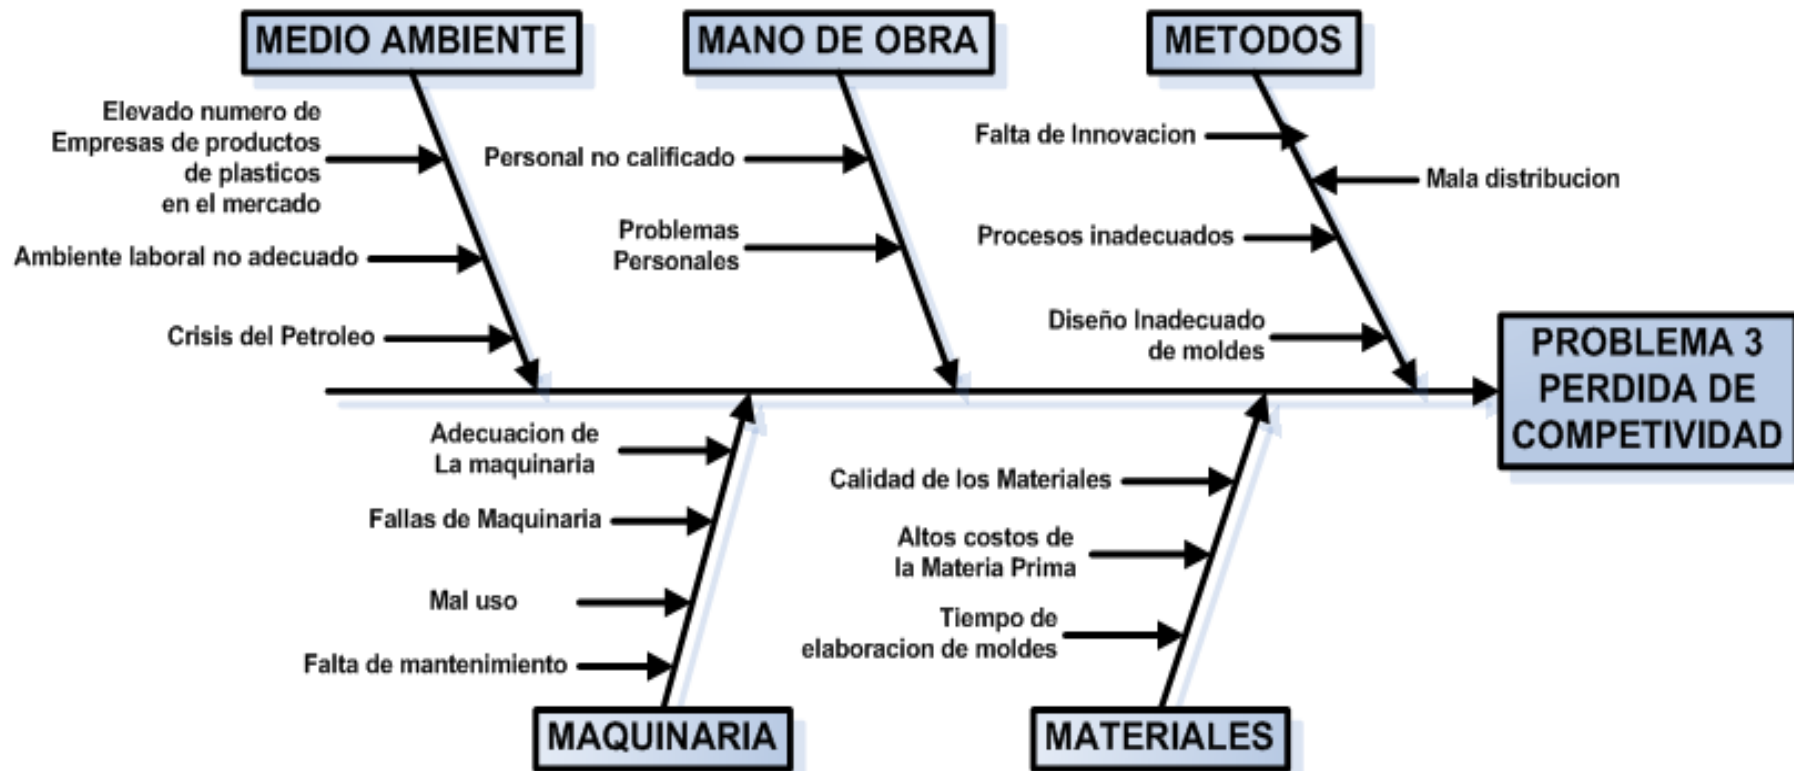 MEDIO AMBIENTE
Elevado numero de
Empresas de productos
de plasticos
en el mercado
Ambiente laboral no adecuado
Crisis del Petroleo
MANO DE OBRA
Personal no calificado
Problemas
Personales
METODOS
Falta de Innovacion
Mala distribucion
Procesos inadecuados
Diseño Inadecuado
de moldes
PROBLEMA 3
PERDIDA DE
COMPETIVIDAD
Adecuacion de
La maquinaria
Fallas de Maquinaria
Mal uso
Falta de mantenimiento
MAQUINARIA
Calidad de los Materiales
Altos costos de
la Materia Prima
Tiempo de
elaboracion de moldes
MATERIALES